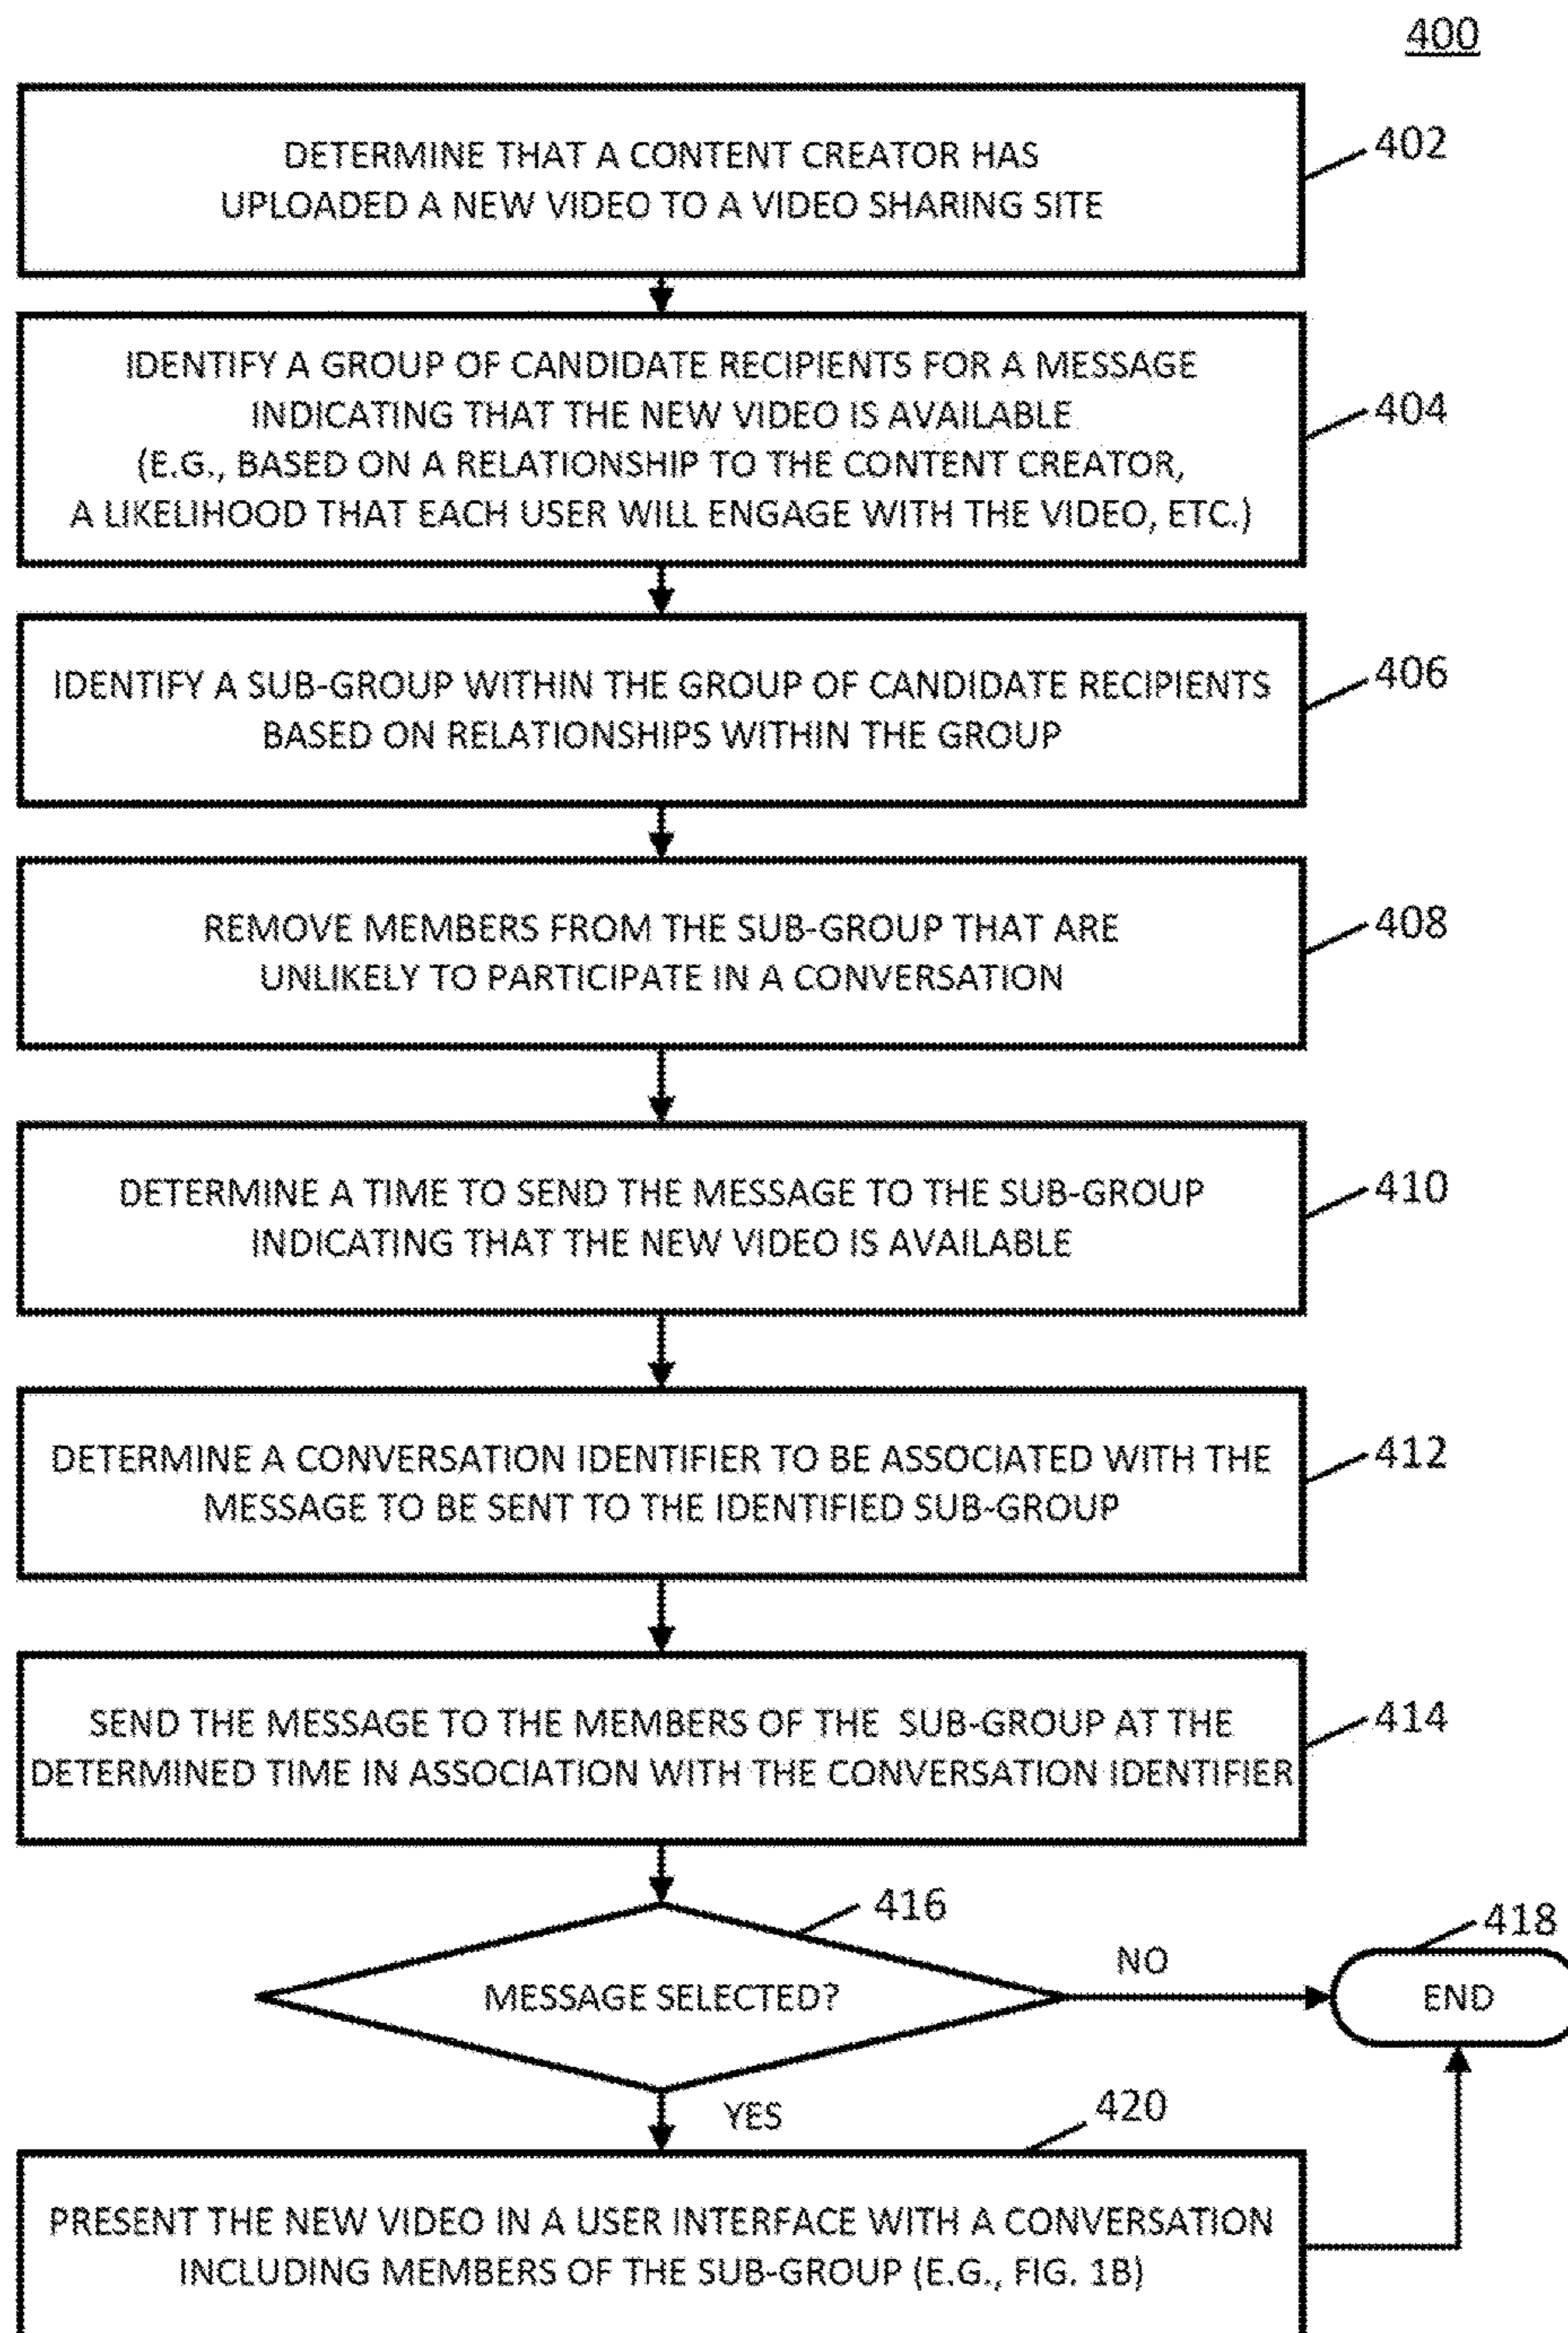 400
DETERMINE THAT A CONTENT CREATOR HAS
UPLOADED A NEW VIDEO TO A VIDEO SHARING SITE
402
IDENTIFY A GROUP OF CANDIDATE RECIPIENTS FOR A MESSAGE
INDICATING THAT THE NEW VIDEO IS AVAILABLE
(E.G., BASED ON A RELATIONSHIP TO THE CONTENT CREATOR,
A LIKELIHOOD THAT EACH USER WILL ENGAGE WITH THE VIDEO, ETC.)
404
IDENTIFY A SUB-GROUP WITHIN THE GROUP OF CANDIDATE RECIPIENTS
BASED ON RELATIONSHIPS WITHIN THE GROUP
406
REMOVE MEMBERS FROM THE SUB-GROUP THAT ARE
UNLIKELY TO PARTICIPATE IN A CONVERSATION
408
DETERMINE A TIME TO SEND THE MESSAGE TO THE SUB-GROUP
INDICATING THAT THE NEW VIDEO IS AVAILABLE
410
DETERMINE A CONVERSATION IDENTIFIER TO BE ASSOCIATED WITH THE
MESSAGE TO BE SENT TO THE IDENTIFIED SUB-GROUP
412
SEND THE MESSAGE TO THE MEMBERS OF THE SUB-GROUP AT THE
DETERMINED TIME IN ASSOCIATION WITH THE CONVERSATION IDENTIFIER
414
416
MESSAGE SELECTED?
NO
418
END
YES
420
PRESENT THE NEW VIDEO IN A USER INTERFACE WITH A CONVERSATION
INCLUDING MEMBERS OF THE SUB-GROUP (E.G., FIG. 1B)